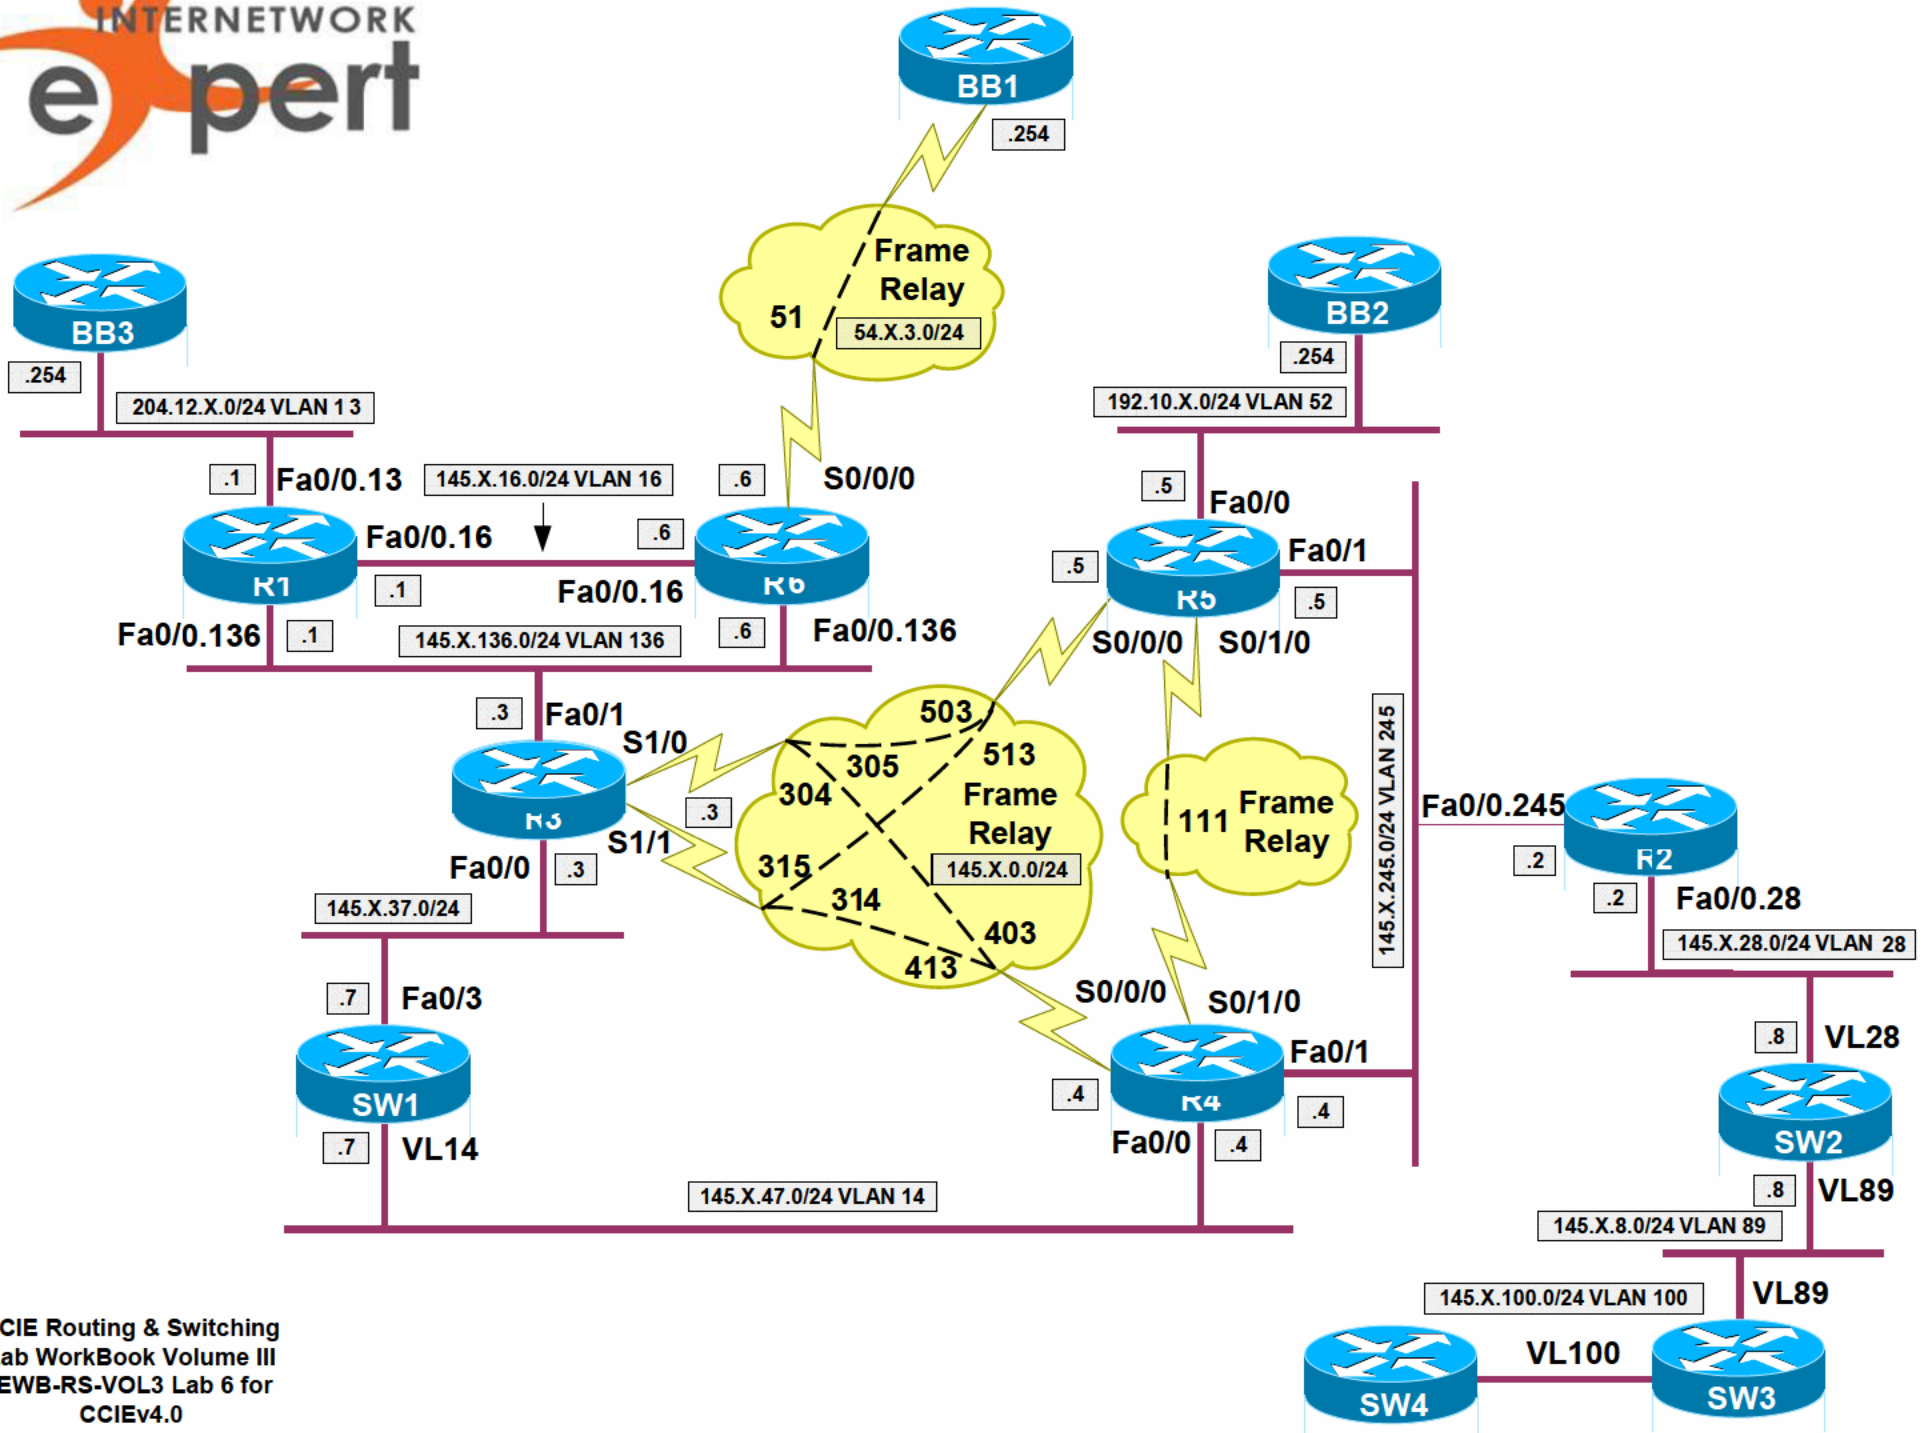 INTERNETWORK
expert
BB1
.254
Frame
Relay
51
54.X.3.0/24
BB3
.254
204.12.X.0/24 VLAN 13
BB2
.254
192.10.X.0/24 VLAN 52
.1
Fa0/0.13
145.X.16.0/24 VLAN 16
.6
S0/0/0
.5
Fa0/0
R1
Fa0/0.16
.1
.6
Fa0/0.16
R6
.5
R5
Fa0/1
.5
Fa0/0.136
.1
145.X.136.0/24 VLAN 136
.6
Fa0/0.136
S0/0/0
S0/1/0
.3
Fa0/1
S1/0
R3
.3
S1/1
Fa0/0
.3
503
305
513
304
Frame
Relay
145.X.0.0/24
315
314
403
413
111
Frame
Relay
145.X.245.0/24 VLAN 245
Fa0/0.245
.2
R2
.2
Fa0/0.28
145.X.28.0/24 VLAN 28
145.X.37.0/24
.7
Fa0/3
SW1
.7
VL14
S0/0/0
S0/1/0
.4
R4
Fa0/1
.4
Fa0/0
.4
145.X.47.0/24 VLAN 14
.8
VL28
SW2
.8
VL89
145.X.8.0/24 VLAN 89
145.X.100.0/24 VLAN 100
VL89
SW4
VL100
SW3
CIE Routing & Switching
ab WorkBook Volume III
EWB-RS-VOL3 Lab 6 for
CCIEv4.0